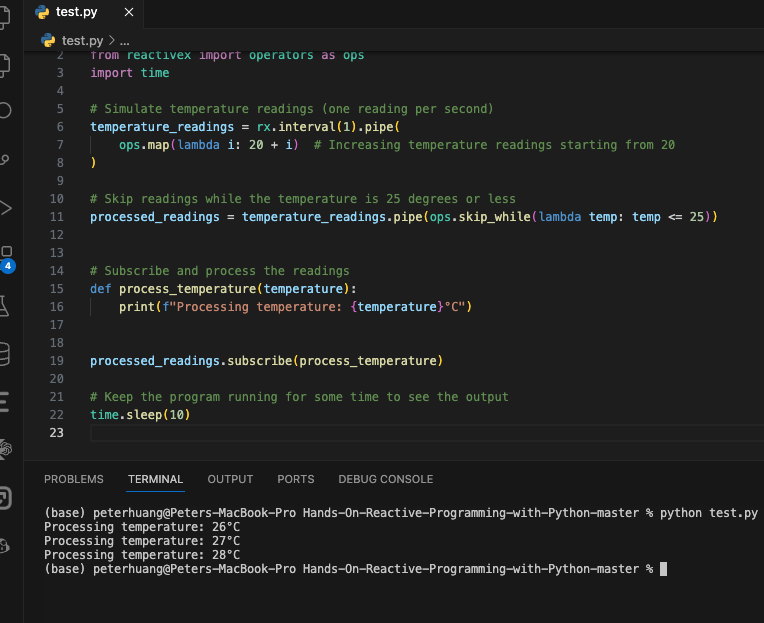 test.py ×
test.py > ...
2 from reactivex import operators as ops
3 import time
4
5 # Simulate temperature readings (one reading per second)
6 temperature_readings = rx.interval(1).pipe(
7 ops.map(lambda i: 20 + i)  # Increasing temperature readings starting from 20
8 )
9
10 # Skip readings while the temperature is 25 degrees or less
11 processed_readings = temperature_readings.pipe(ops.skip_while(lambda temp: temp <= 25))
12
13
14 # Subscribe and process the readings
15 def process_temperature(temperature):
16 print(f"Processing temperature: {temperature}°C")
17
18
19 processed_readings.subscribe(process_temperature)
20
21 # Keep the program running for some time to see the output
22 time.sleep(10)
23
4
PROBLEMS TERMINAL OUTPUT PORTS DEBUG CONSOLE
(base) peterhuang@Peters-MacBook-Pro Hands-On-Reactive-Programming-with-Python-master % python test.py
Processing temperature: 26°C
Processing temperature: 27°C
Processing temperature: 28°C
(base) peterhuang@Peters-MacBook-Pro Hands-On-Reactive-Programming-with-Python-master %